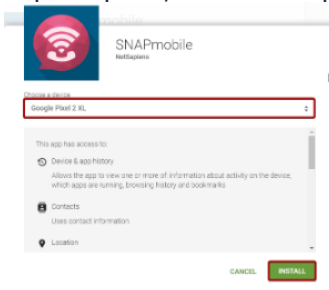 SNAPmobile
NetSapiens
Choose a device
Google Pixel 2 XL
This app has access to:
Device & app history
Allows the app to view one or more of: information about activity on the device,
which apps are running, browsing history and bookmarks
Contacts
Uses contact information
Location
CANCEL INSTALL